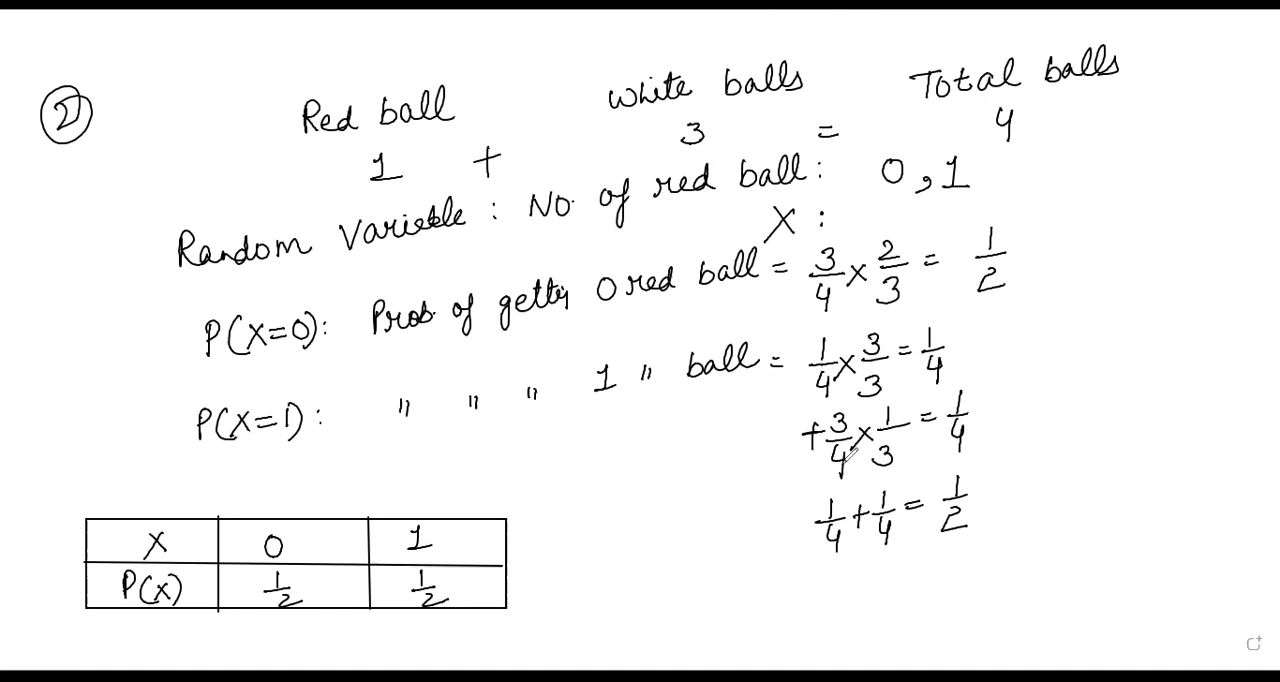 ②
Red ball White balls Total balls
1 + 3 = 4
Random Variable : No. of red ball : 0, 1
X :
P(X=0): Prob. of getting 0 red ball = 3/4 x 2/3 = 1/2
P(X=1): " " " 1 " ball = 1/4 x 3/3 = 1/4
+ 3/4 x 1/3 = 1/4
1/4 + 1/4 = 1/2
X 0 1
P(X) 1/2 1/2